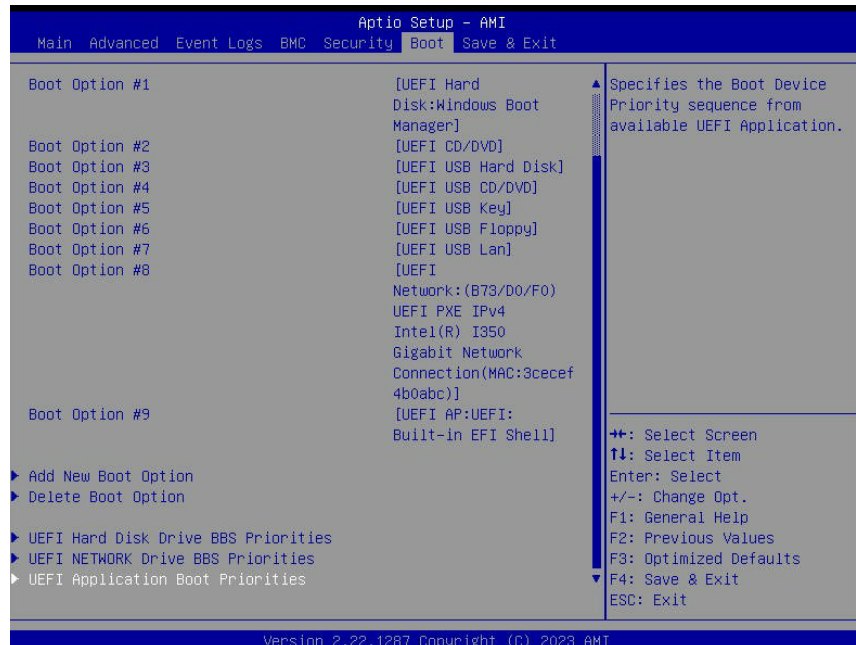 Aptio Setup - AMI
Main Advanced Event Logs BMC Security Boot Save & Exit
Boot Option #1 [UEFI Hard
Disk:Windows Boot
Manager]
Boot Option #2 [UEFI CD/DVD]
Boot Option #3 [UEFI USB Hard Disk]
Boot Option #4 [UEFI USB CD/DVD]
Boot Option #5 [UEFI USB Key]
Boot Option #6 [UEFI USB Floppy]
Boot Option #7 [UEFI USB Lan]
Boot Option #8 [UEFI
Network:(B73/D0/F0)
UEFI PXE IPv4
Intel(R) I350
Gigabit Network
Connection(MAC:3cecef
4b0abc)]
Boot Option #9 [UEFI AP:UEFI:
Built-in EFI Shell]
Add New Boot Option
Delete Boot Option
UEFI Hard Disk Drive BBS Priorities
UEFI NETWORK Drive BBS Priorities
UEFI Application Boot Priorities
Specifies the Boot Device
Priority sequence from
available UEFI Application.
→←: Select Screen
↑↓: Select Item
Enter: Select
+/-: Change Opt.
F1: General Help
F2: Previous Values
F3: Optimized Defaults
F4: Save & Exit
ESC: Exit
Version 2.22.1287 Copyright (C) 2023 AMI